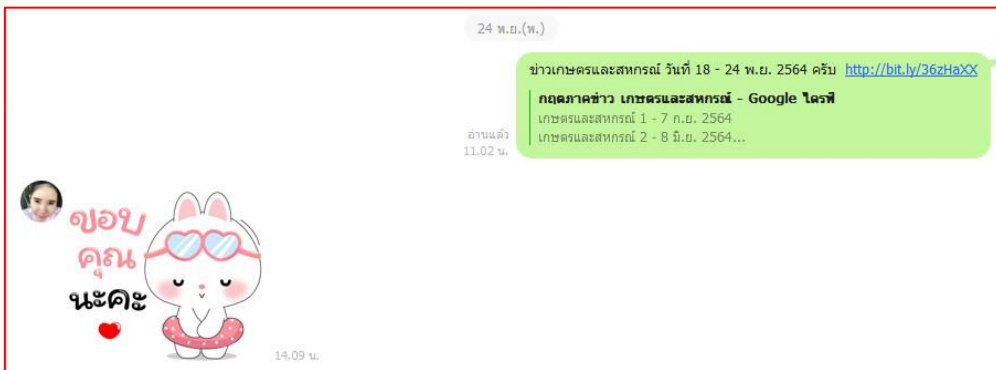 24 พ.ย.(พ.)
ข่าวเกษตรและสหกรณ์ วันที่ 18 - 24 พ.ย. 2564 ครับ http://bit.ly/36zHaXX
กฤตภาคข่าว เกษตรและสหกรณ์ - Google ไดรฟ์
เกษตรและสหกรณ์ 1 - 7 ก.ย. 2564
เกษตรและสหกรณ์ 2 - 8 มิ.ย. 2564...
อ่านแล้ว
11.02 น.
ขอบ
คุณ
นะคะ
14.09 น.